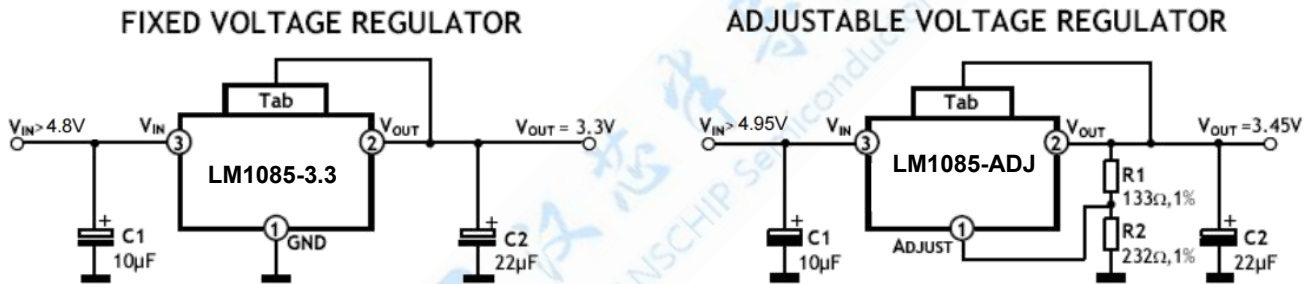 FIXED VOLTAGE REGULATOR
Tab
VIN> 4.8V
VIN
3
VOUT
2
VOUT = 3.3V
LM1085-3.3
1
GND
+
C1
10µF
+
C2
22µF
ADJUSTABLE VOLTAGE REGULATOR
Tab
VIN> 4.95V
VIN
3
VOUT
2
VOUT =3.45V
LM1085-ADJ
R1
133Ω,1%
1
ADJUST
R2
232Ω,1%
+
C1
10µF
+
C2
22µF